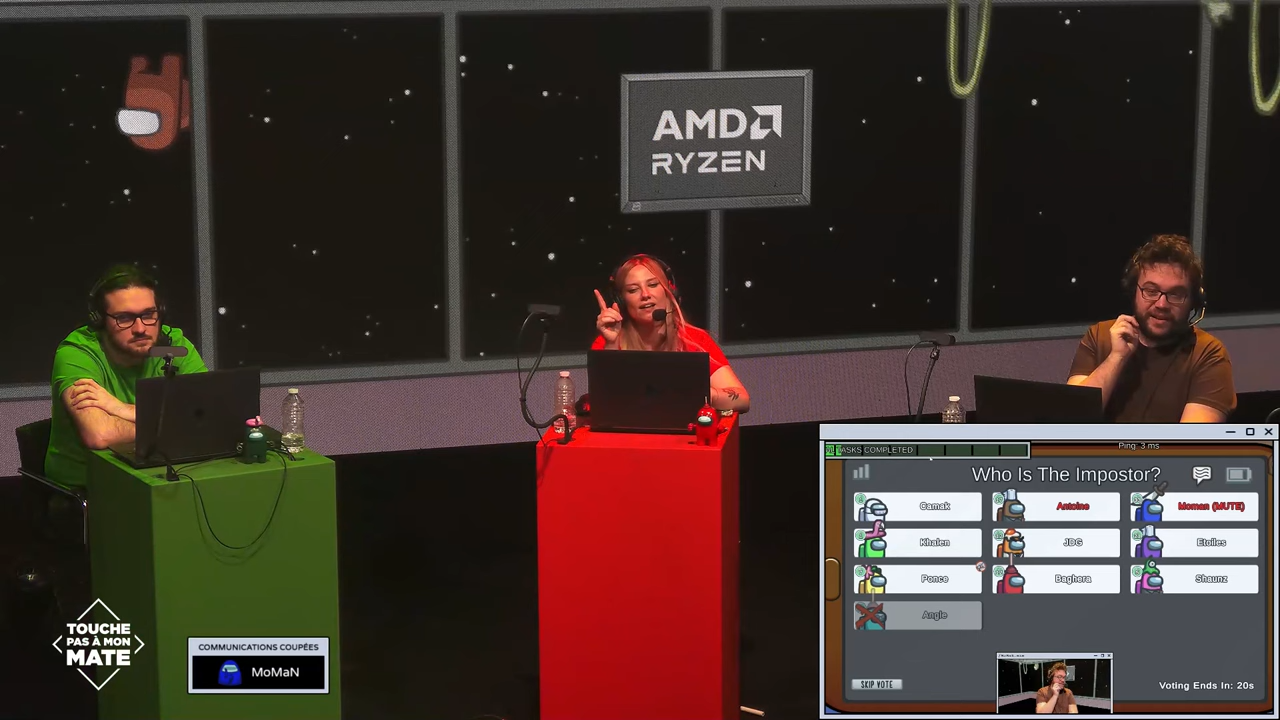 AMD
RYZEN
TASKS COMPLETED
Ping: 3 ms
Who Is The Impostor?
Camak
Antoine
Moman (MUTE)
Khalen
JDG
Etoiles
Ponce
Baghera
Shaunz
Angle
SKIP VOTE
Voting Ends In: 20s
TOUCHE
PAS À MON
MATE
COMMUNICATIONS COUPÉES
MoMaN